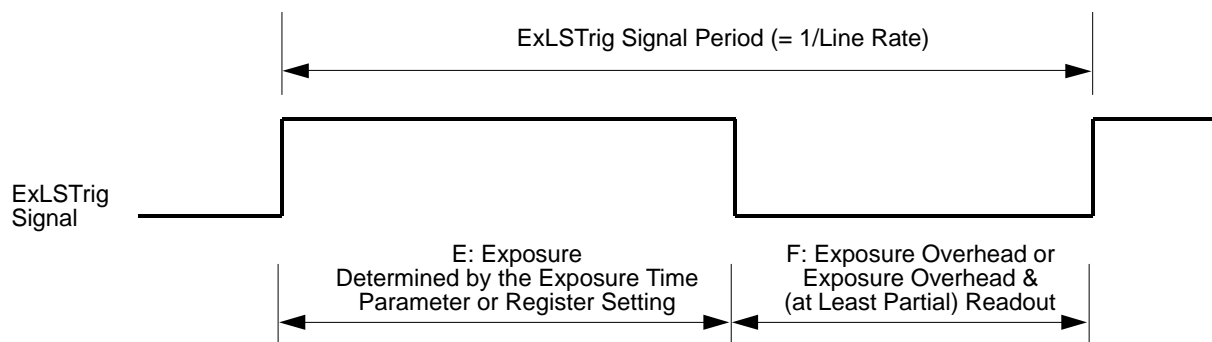 ExLSTrig Signal Period (= 1/Line Rate)
ExLSTrig
Signal
E: Exposure
Determined by the Exposure Time
Parameter or Register Setting
F: Exposure Overhead or
Exposure Overhead &
(at Least Partial) Readout